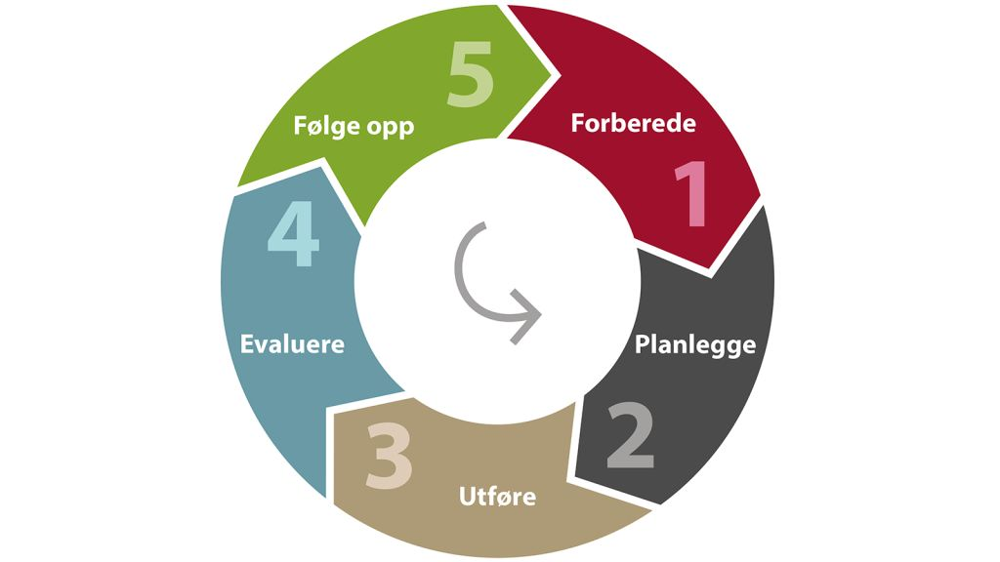 Forberede
1
Planlegge
2
Utføre
3
Evaluere
4
Følge opp
5